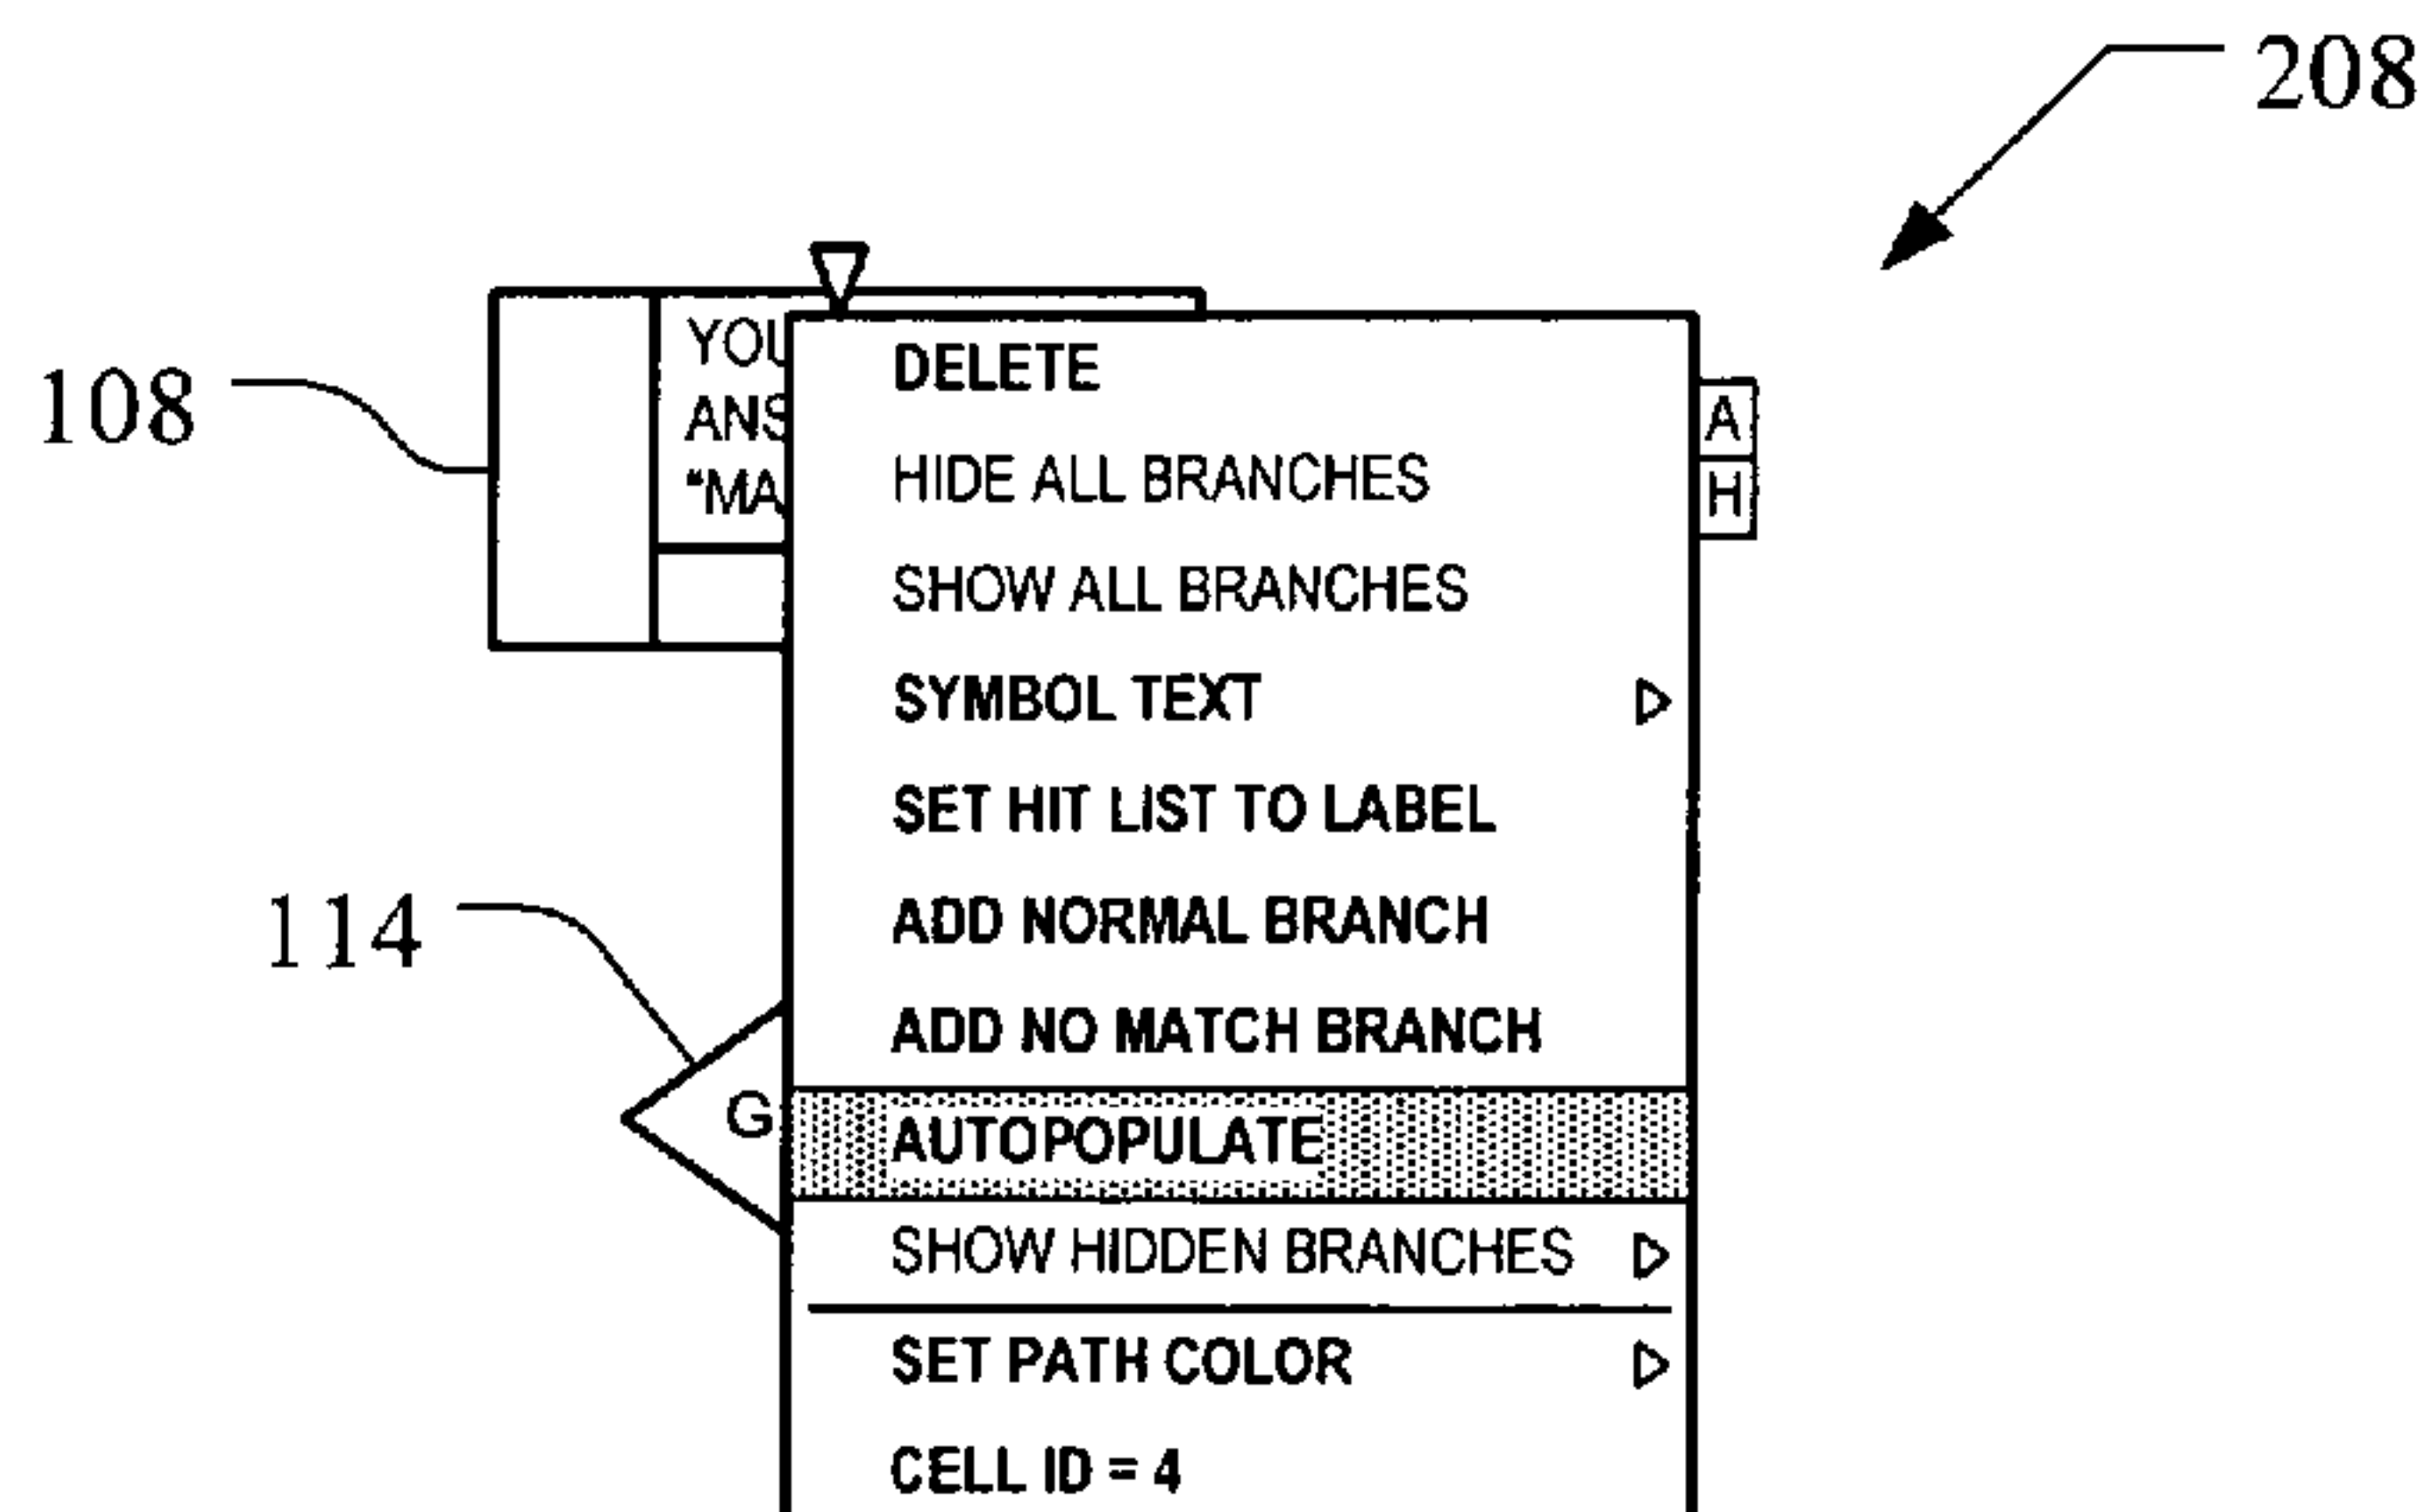 208
108
YOU
ANS
"MA
DELETE
HIDE ALL BRANCHES
SHOW ALL BRANCHES
SYMBOL TEXT
SET HIT LIST TO LABEL
ADD NORMAL BRANCH
ADD NO MATCH BRANCH
AUTOPOPULATE
SHOW HIDDEN BRANCHES
SET PATH COLOR
CELL ID = 4
A
H
114
G